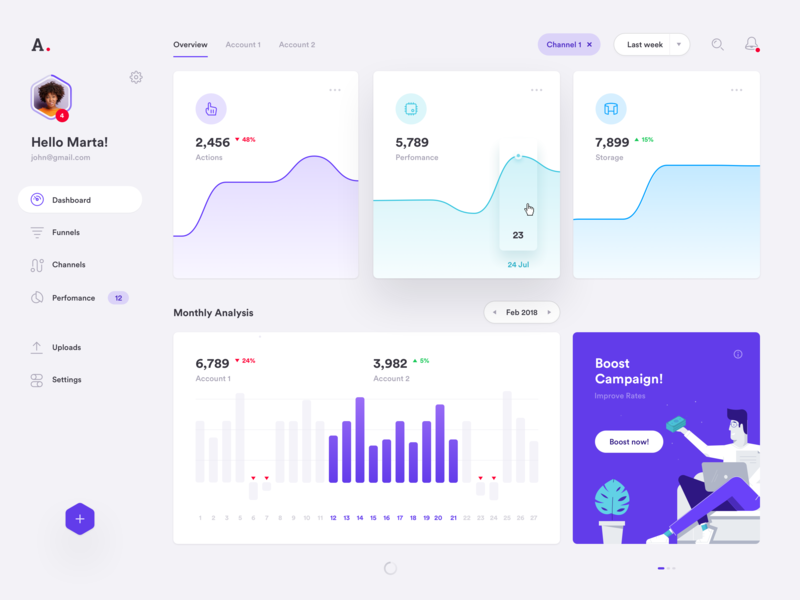 A.
Overview
Account 1
Account 2
Channel 1 ×
Last week
4
Hello Marta!
john@gmail.com
Dashboard
Funnels
Channels
Perfomance 12
Uploads
Settings
+
2,456 48%
Actions
5,789
Perfomance
23
24 Jul
7,899 15%
Storage
Monthly Analysis
Feb 2018
6,789 24%
Account 1
3,982 5%
Account 2
1 2 3 4 5 6 7 8 9 10 11 12 13 14 15 16 17 18 19 20 21 22 23 24 25 26 27
Boost
Campaign!
Improve Rates
Boost now!